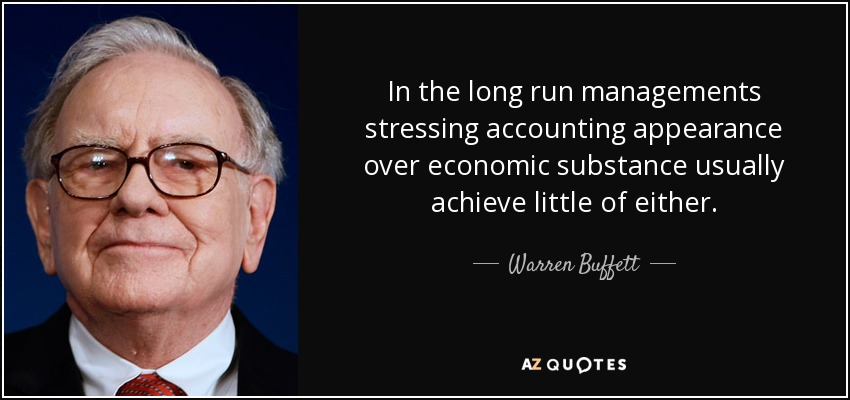 In the long run managements
stressing accounting appearance
over economic substance usually
achieve little of either.
Warren Buffett
AZ QUOTES